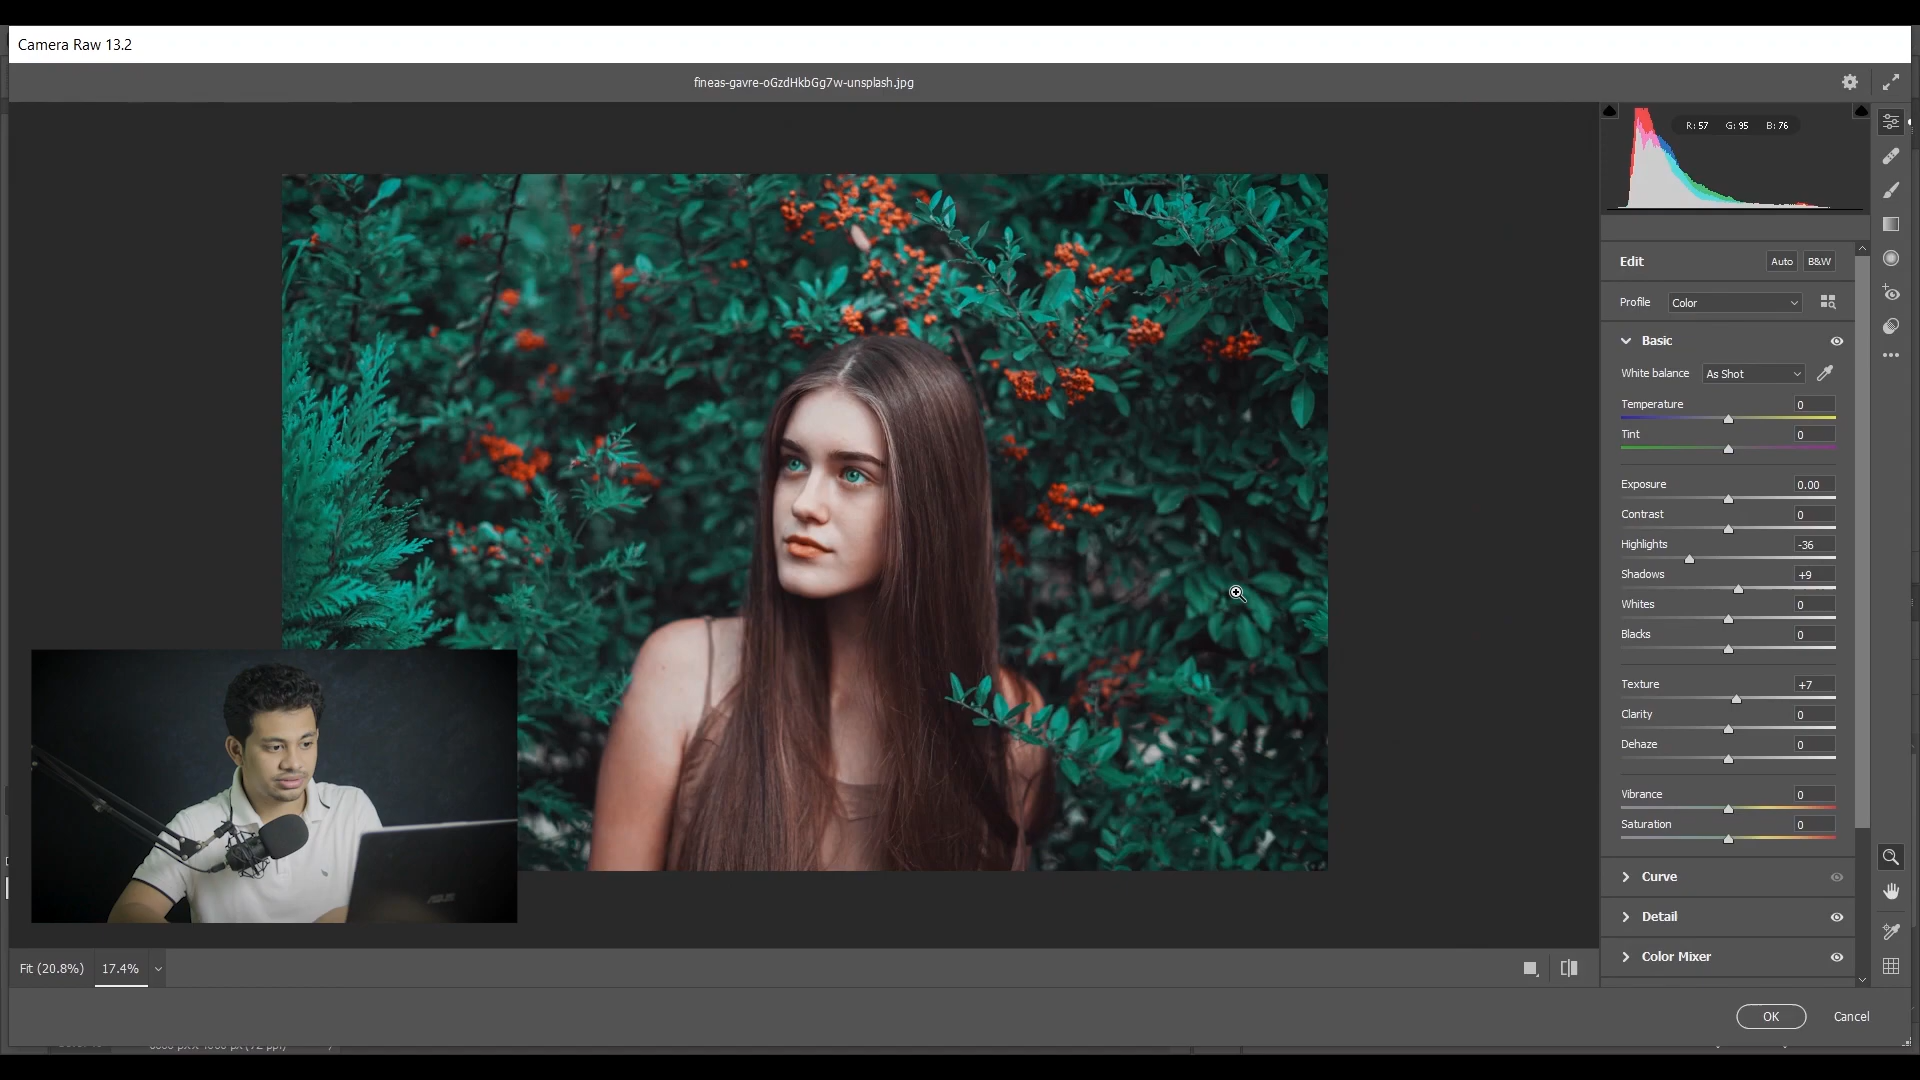 Camera Raw 13.2
fineas-gavre-oGzdHkbGg7w-unsplash.jpg
R: 57 G: 95 B: 76
Edit
Auto
B&W
Profile
Color
Basic
White balance
As Shot
Temperature
0
Tint
0
Exposure
0.00
Contrast
0
Highlights
-36
Shadows
+9
Whites
0
Blacks
0
Texture
+7
Clarity
0
Dehaze
0
Vibrance
0
Saturation
0
Curve
Detail
Color Mixer
ASUS
Fit (20.8%)
17.4%
OK
Cancel